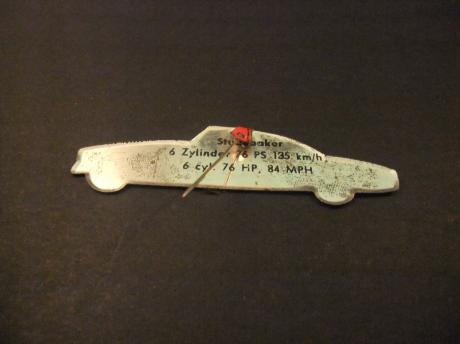 Studebaker
6 Zylinder 76 PS 135 km/h
6 cyl. 76 HP. 84 MPH